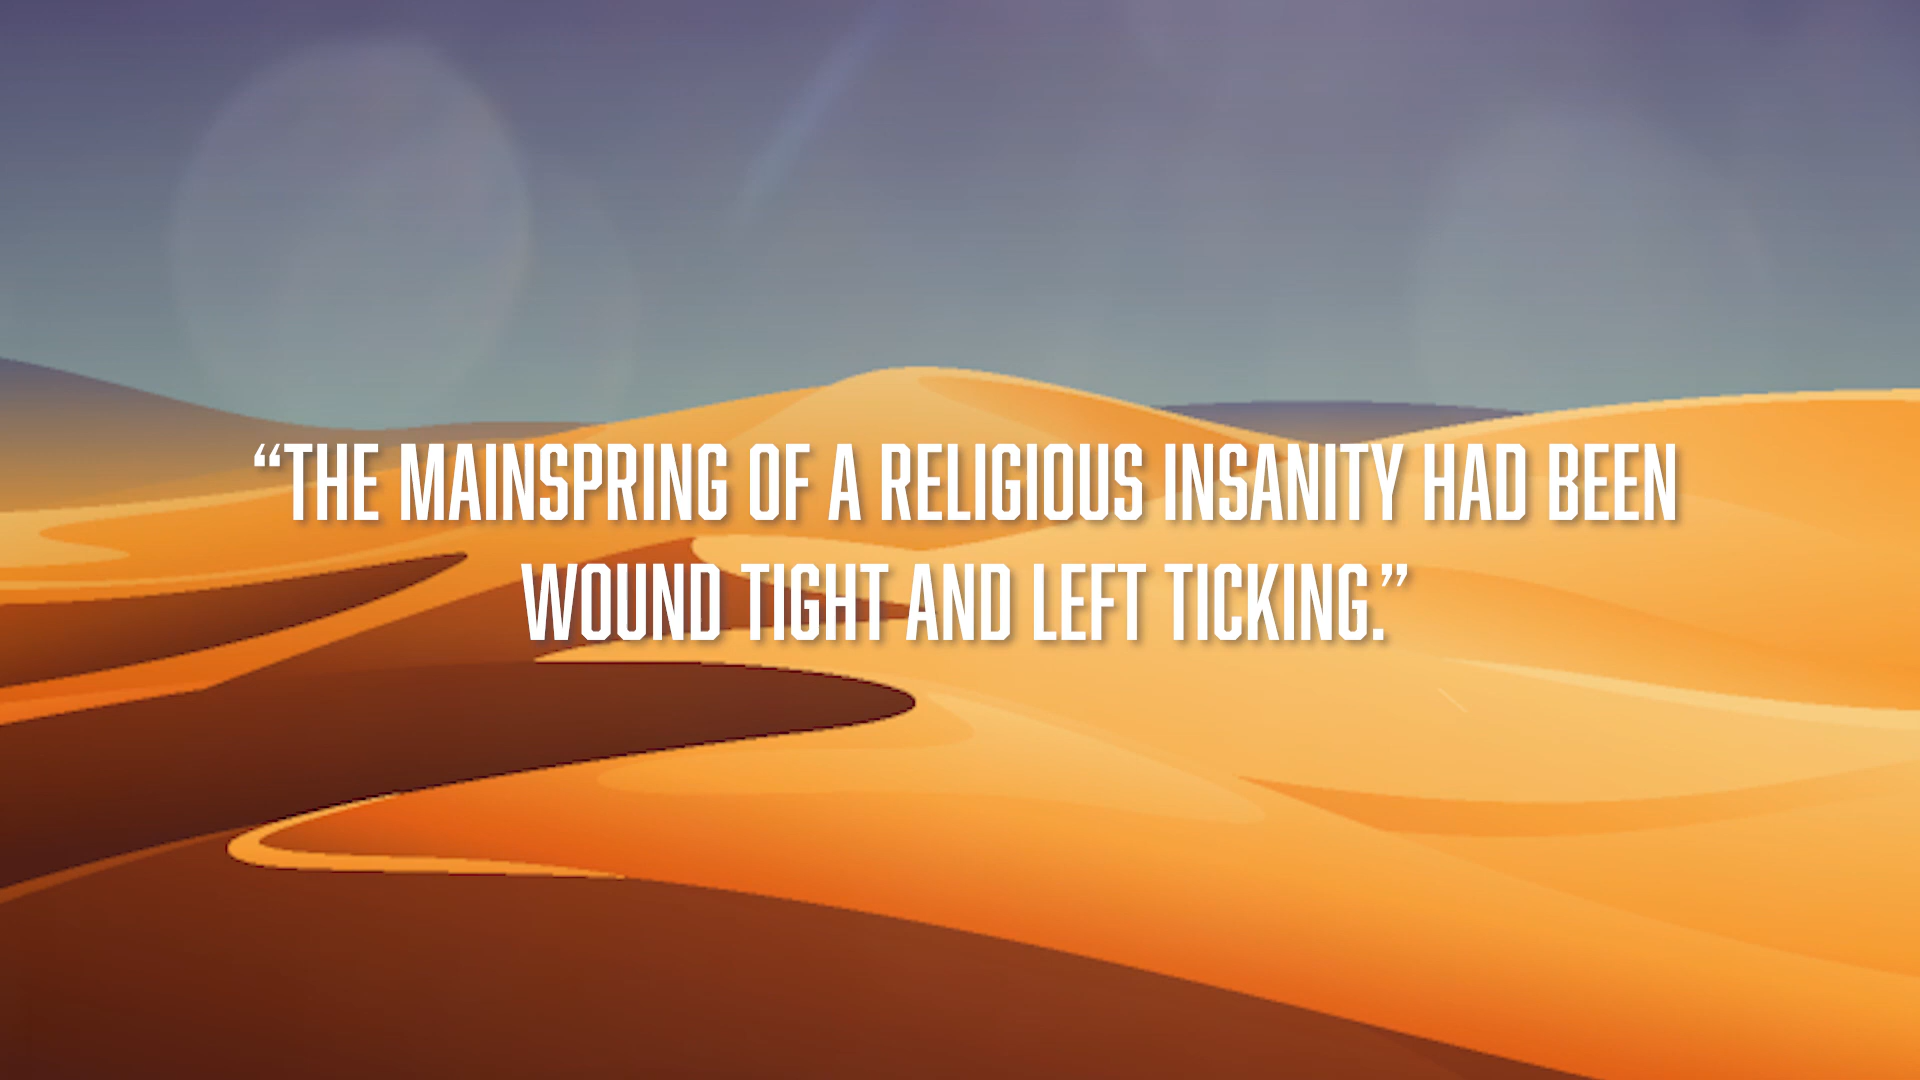 “THE MAINSPRING OF A RELIGIOUS INSANITY HAD BEEN
WOUND TIGHT AND LEFT TICKING.”